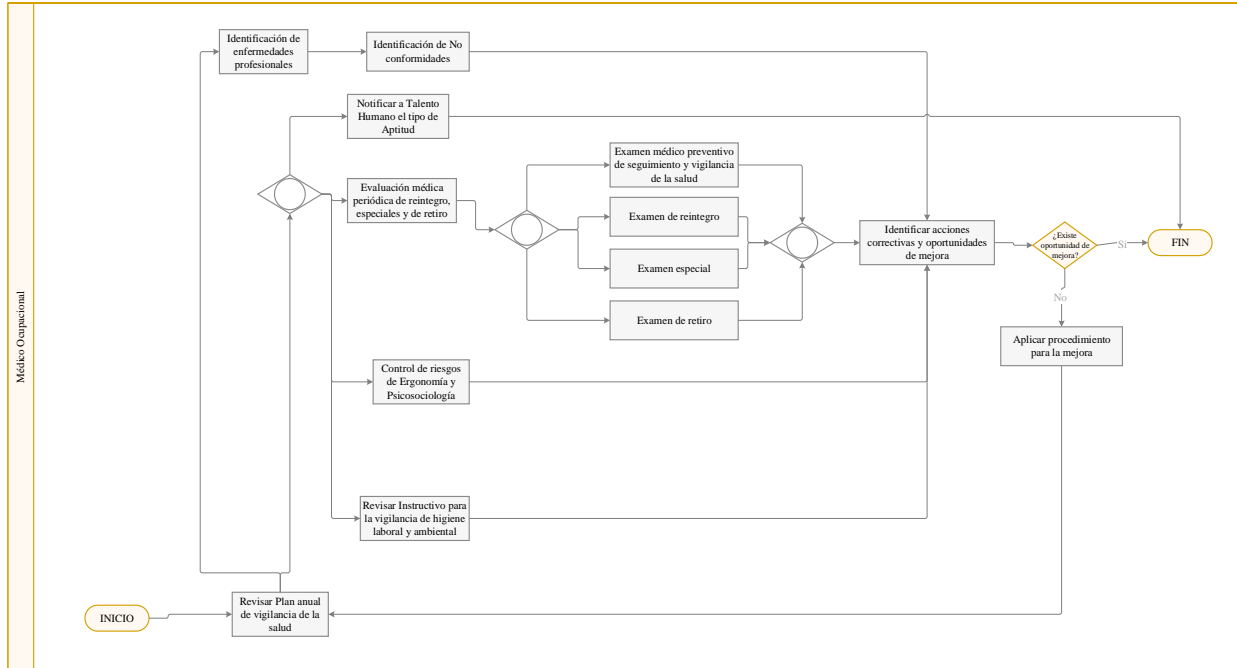 Médico Ocupacional
Identificación de
enfermedades
profesionales
Identificación de No
conformidades
Notificar a Talento
Humano el tipo de
Aptitud
Evaluación médica
periódica de reintegro,
especiales y de retiro
Examen médico preventivo
de seguimiento y vigilancia
de la salud
Examen de reintegro
Examen especial
Examen de retiro
Identificar acciones
correctivas y oportunidades
de mejora
¿Existe
oportunidad de
mejora?
Si
FIN
No
Aplicar procedimiento
para la mejora
Control de riesgos
de Ergonomía y
Psicosociología
Revisar Instructivo para
la vigilancia de higiene
laboral y ambiental
INICIO
Revisar Plan anual
de vigilancia de la
salud